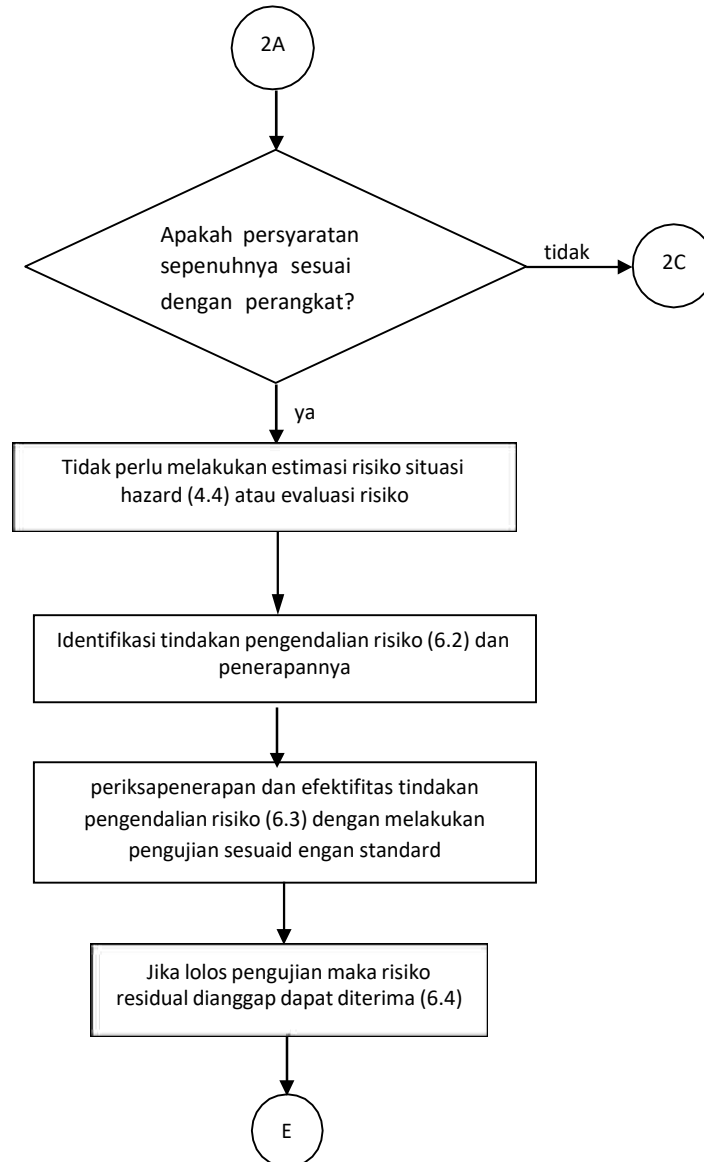 2A
Apakah persyaratan
sepenuhnya sesuai
dengan perangkat?
tidak
2C
ya
Tidak perlu melakukan estimasi risiko situasi
hazard (4.4) atau evaluasi risiko
Identifikasi tindakan pengendalian risiko (6.2) dan
penerapannya
periksapenerapan dan efektifitas tindakan
pengendalian risiko (6.3) dengan melakukan
pengujian sesuaid engan standard
Jika lolos pengujian maka risiko
residual dianggap dapat diterima (6.4)
E